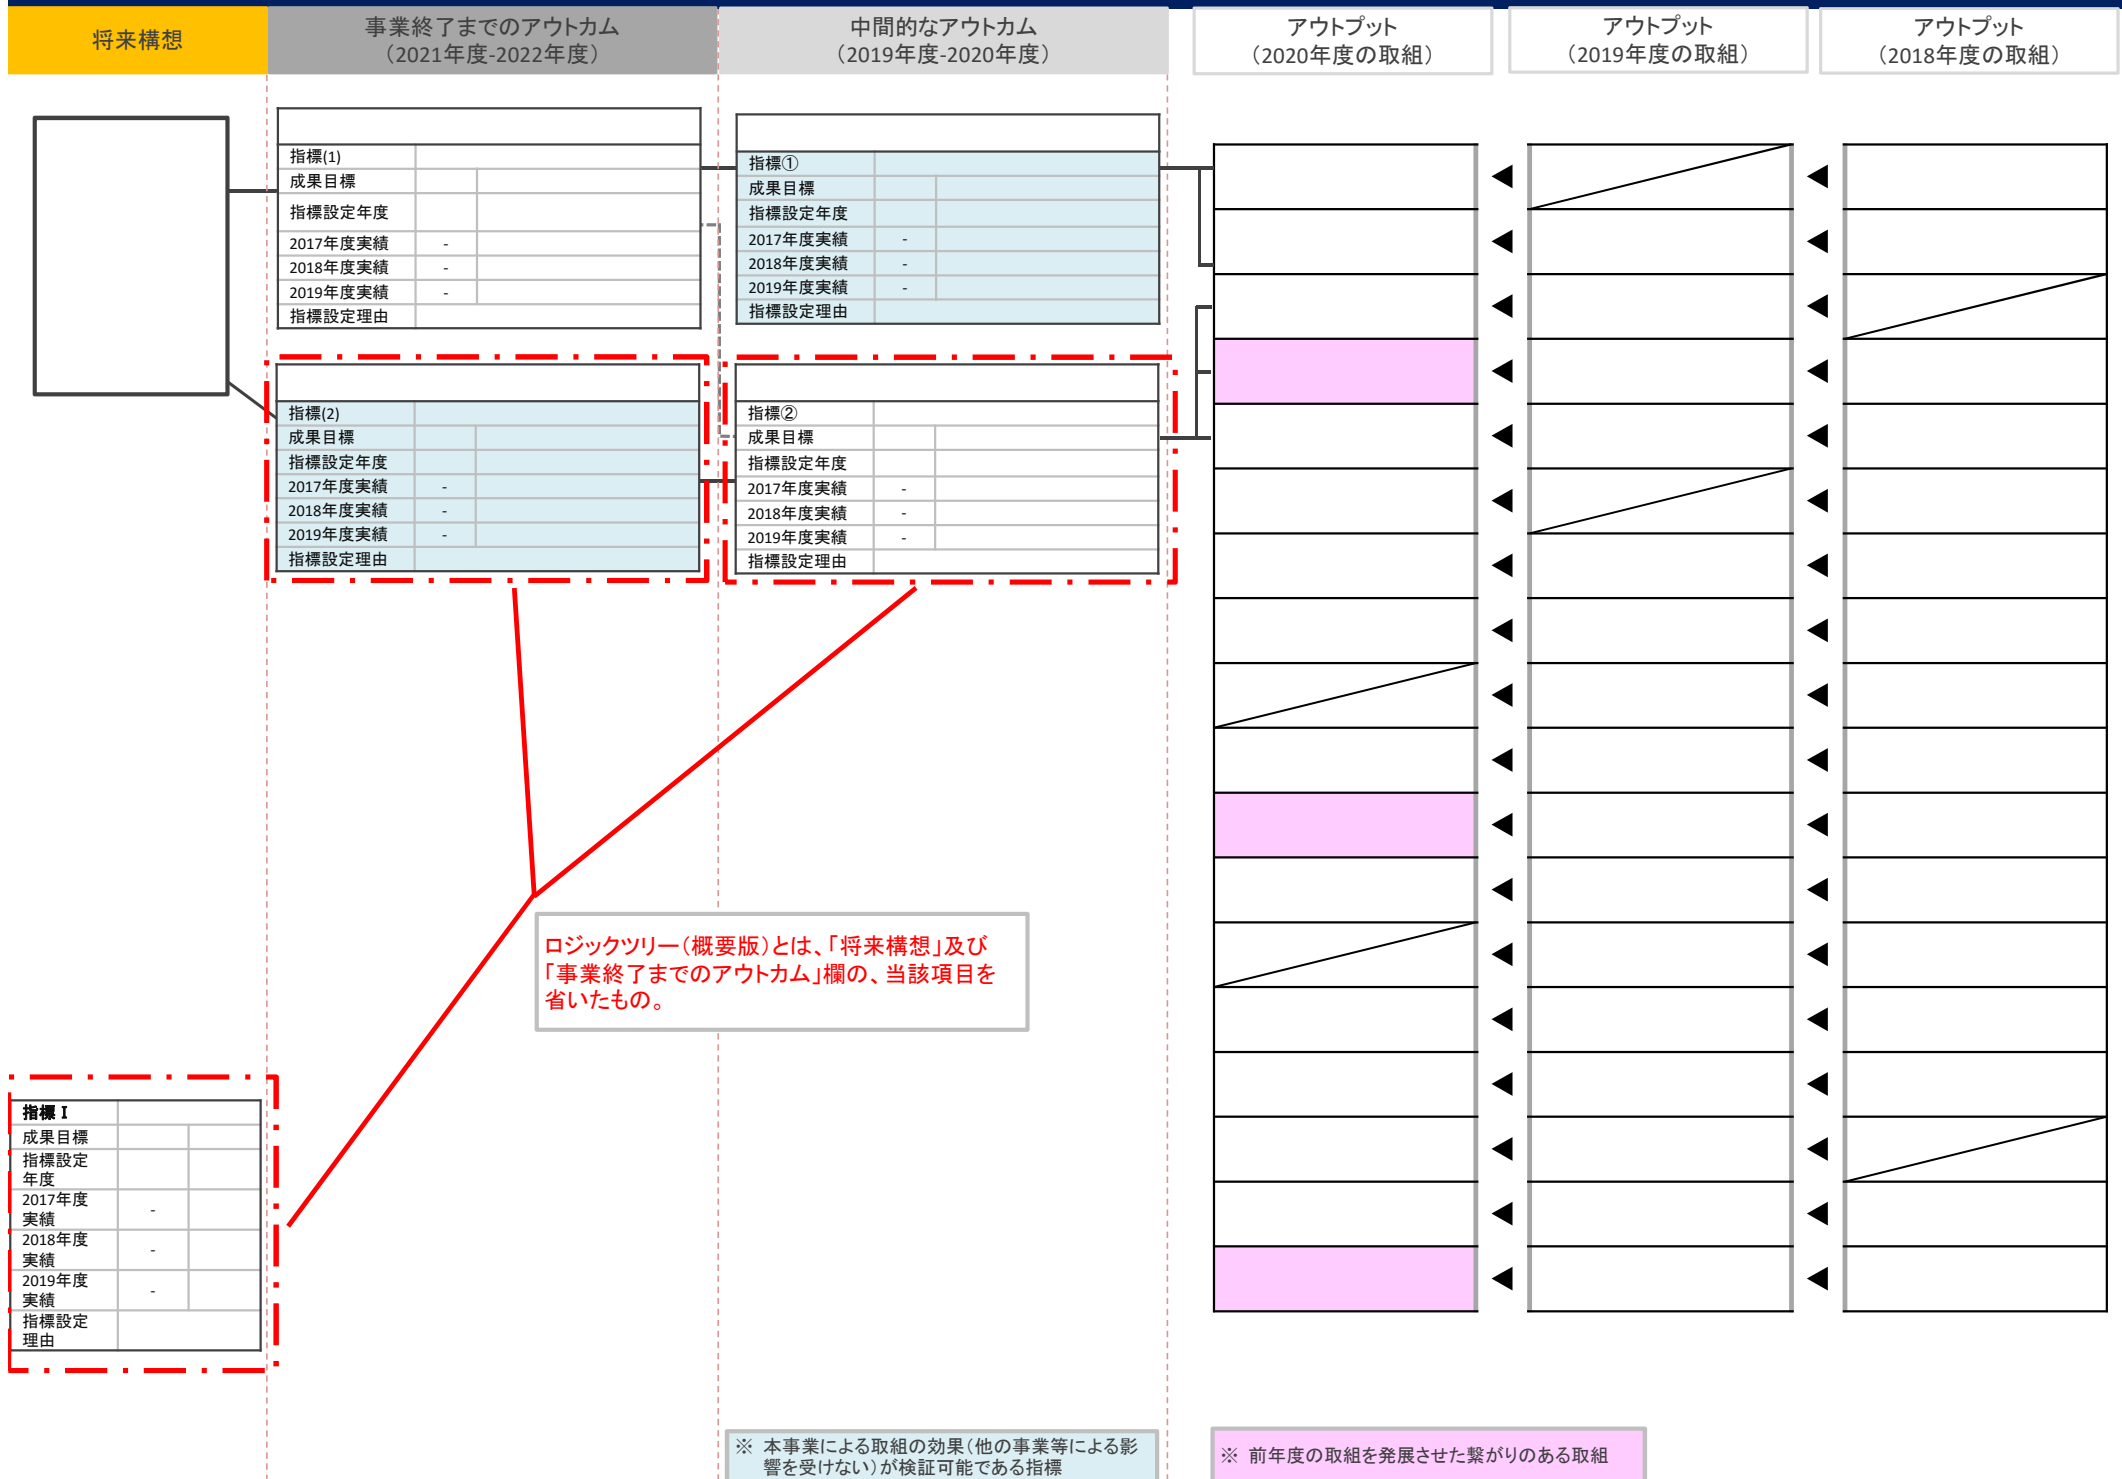 将来構想
事業終了までのアウトカム
（2021年度-2022年度）
中間的なアウトカム
（2019年度-2020年度）
アウトプット
（2020年度の取組）
アウトプット
（2019年度の取組）
アウトプット
（2018年度の取組）
指標(1)
成果目標
指標設定年度
2017年度実績 -
2018年度実績 -
2019年度実績 -
指標設定理由
指標①
成果目標
指標設定年度
2017年度実績 -
2018年度実績 -
2019年度実績 -
指標設定理由
指標(2)
成果目標
指標設定年度
2017年度実績 -
2018年度実績 -
2019年度実績 -
指標設定理由
指標②
成果目標
指標設定年度
2017年度実績 -
2018年度実績 -
2019年度実績 -
指標設定理由
ロジックツリー（概要版）とは、「将来構想」及び
「事業終了までのアウトカム」欄の、当該項目を
省いたもの。
指標Ⅰ
成果目標
指標設定
年度
2017年度
実績 -
2018年度
実績 -
2019年度
実績 -
指標設定
理由
※ 本事業による取組の効果（他の事業等による影
響を受けない）が検証可能である指標
※ 前年度の取組を発展させた繋がりのある取組